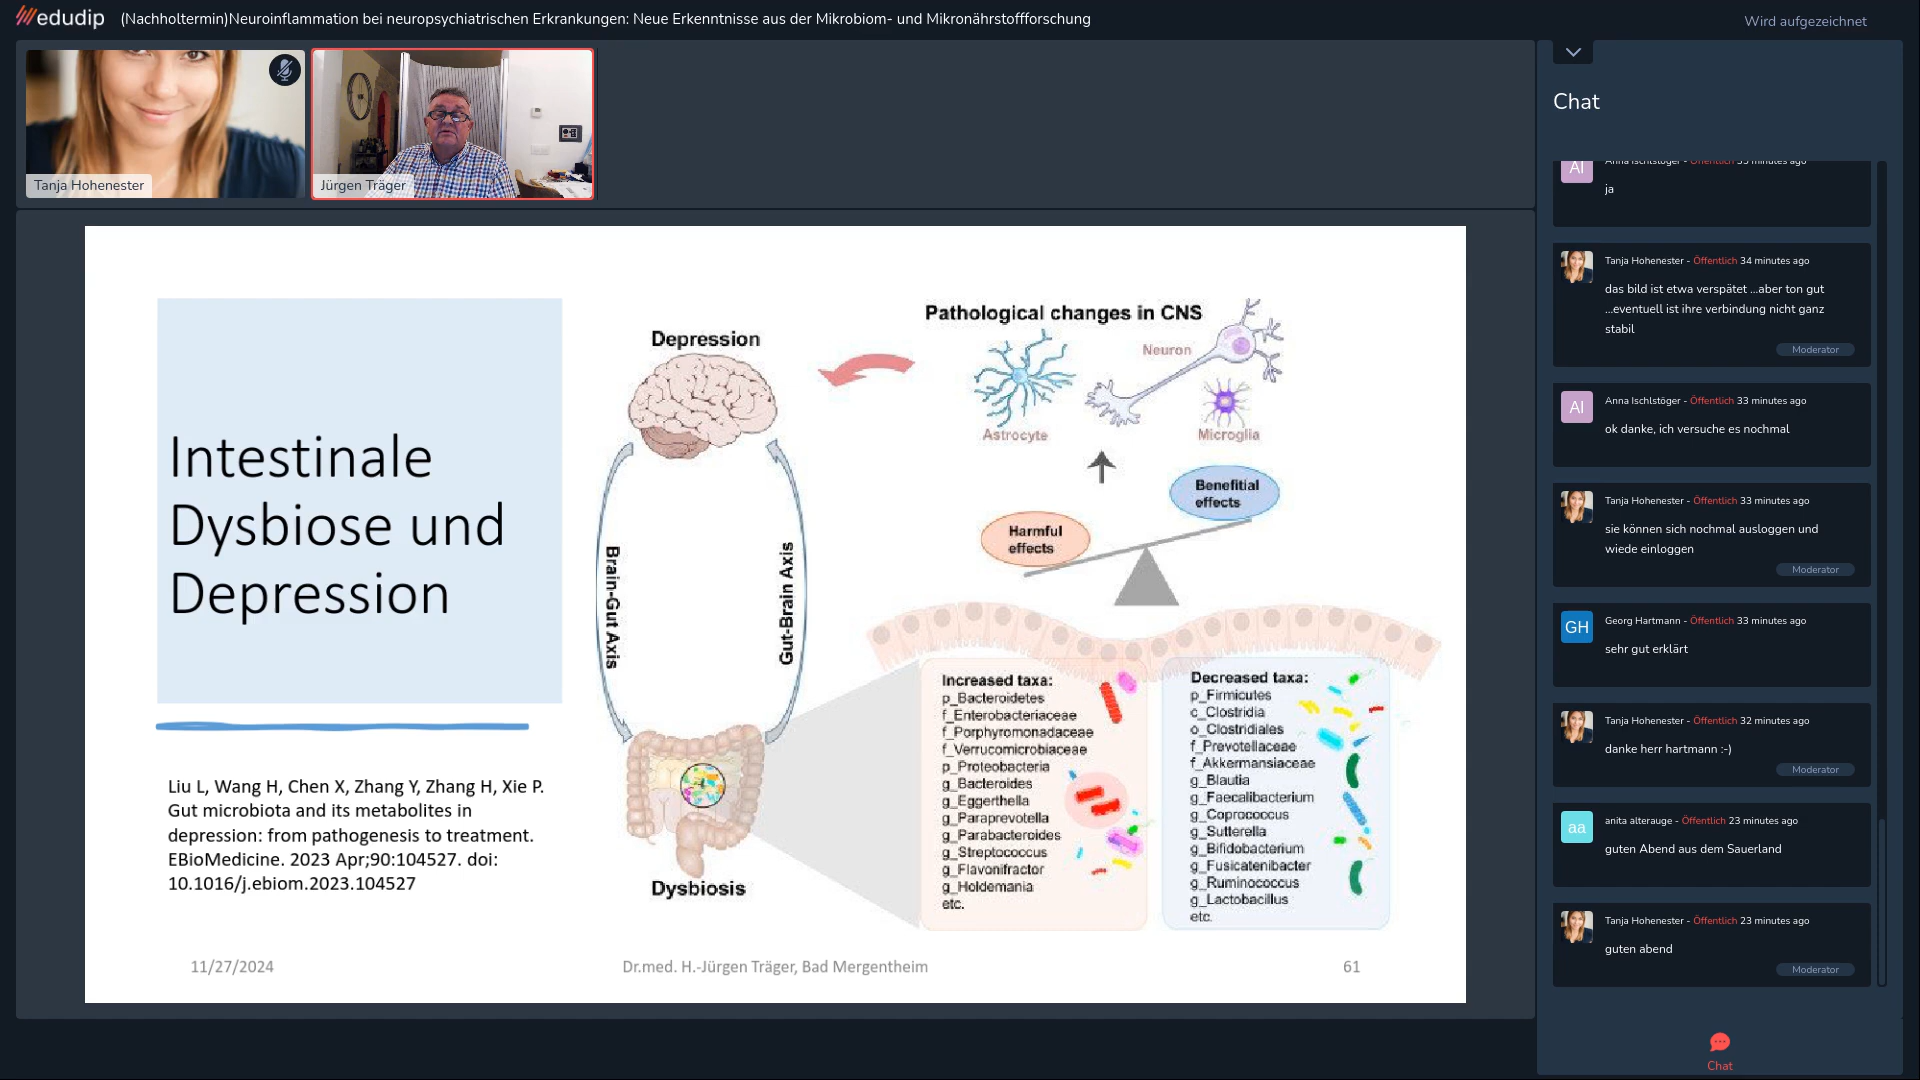 edudip
(Nachholtermin)Neuroinflammation bei neuropsychiatrischen Erkrankungen: Neue Erkenntnisse aus der Mikrobiom- und Mikronährstoffforschung
Wird aufgezeichnet
Tanja Hohenester
Jürgen Träger
Intestinale
Dysbiose und
Depression
Liu L, Wang H, Chen X, Zhang Y, Zhang H, Xie P.
Gut microbiota and its metabolites in
depression: from pathogenesis to treatment.
EBioMedicine. 2023 Apr;90:104527. doi:
10.1016/j.ebiom.2023.104527
Depression
Brain-Gut Axis
Gut-Brain Axis
Dysbiosis
Pathological changes in CNS
Neuron
Astrocyte
Microglia
Benefitial
effects
Harmful
effects
Increased taxa:
p_Bacteroidetes
f_Enterobacteriaceae
f_Porphyromonadaceae
f_Verrucomicrobiaceae
p_Proteobacteria
g_Bacteroides
g_Eggerthella
g_Paraprevotella
g_Parabacteroides
g_Streptococcus
g_Flavonifractor
g_Holdemania
etc.
Decreased taxa:
p_Firmicutes
c_Clostridia
o_Clostridiales
f_Prevotellaceae
f_Akkermansiaceae
g_Blautia
g_Faecalibacterium
g_Coprococcus
g_Sutterella
g_Bifidobacterium
g_Fusicatenibacter
g_Ruminococcus
g_Lactobacillus
etc.
11/27/2024
Dr.med. H.-Jürgen Träger, Bad Mergentheim
61
Chat
AI
Anna Ischlstöger - Öffentlich 35 minutes ago
ja
Tanja Hohenester - Öffentlich 34 minutes ago
das bild ist etwa verspätet ...aber ton gut
...eventuell ist ihre verbindung nicht ganz
stabil
Moderator
AI
Anna Ischlstöger - Öffentlich 33 minutes ago
ok danke, ich versuche es nochmal
Tanja Hohenester - Öffentlich 33 minutes ago
sie können sich nochmal ausloggen und
wiede einloggen
Moderator
GH
Georg Hartmann - Öffentlich 33 minutes ago
sehr gut erklärt
Tanja Hohenester - Öffentlich 32 minutes ago
danke herr hartmann :-)
Moderator
aa
anita alterauge - Öffentlich 23 minutes ago
guten Abend aus dem Sauerland
Tanja Hohenester - Öffentlich 23 minutes ago
guten abend
Moderator
Chat